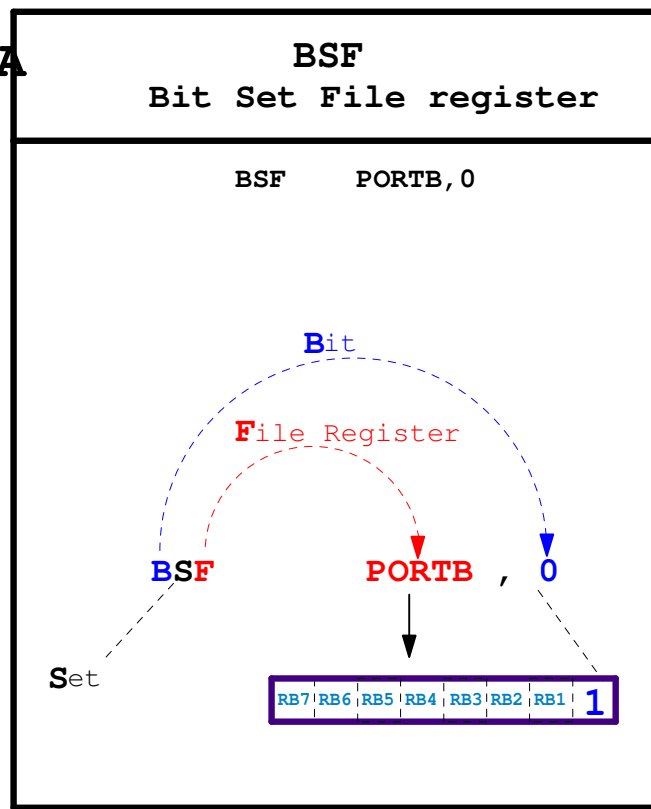 A
BSF
Bit Set File register
BSF PORTB,0
Bit
File Register
BSF PORTB , 0
Set
RB7 RB6 RB5 RB4 RB3 RB2 RB1 1